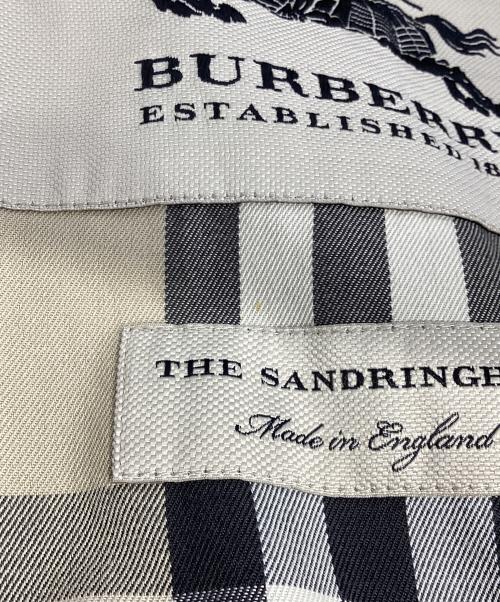 BURBERR
ESTABLISHED 18
THE SANDRINGH
Made in England